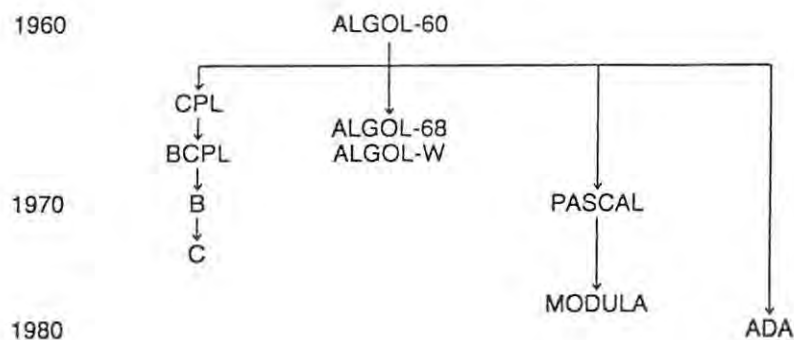 1960 ALGOL-60
CPL
ALGOL-68
BCPL ALGOL-W
1970 B PASCAL
C
MODULA
1980 ADA